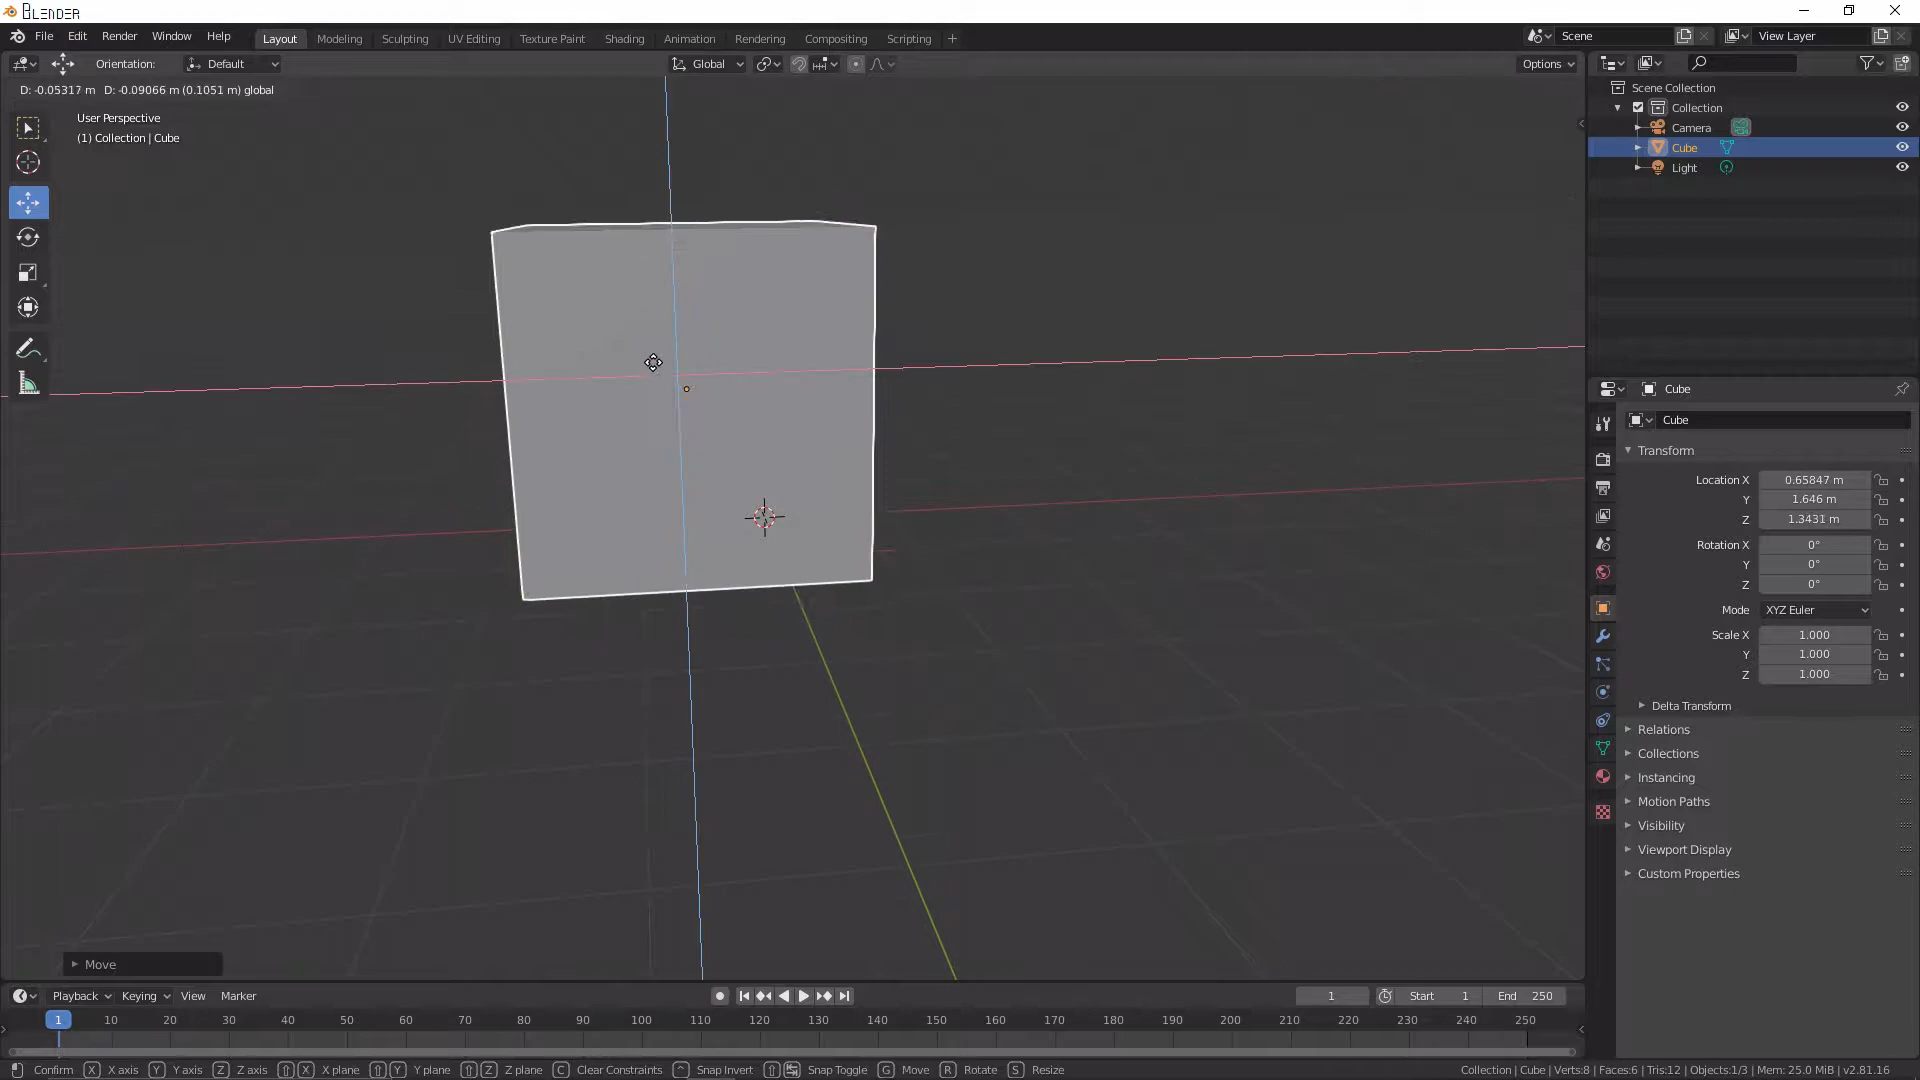 BLENDER
File Edit Render Window Help Layout Modeling Sculpting UV Editing Texture Paint Shading Animation Rendering Compositing Scripting + Scene View Layer
Orientation: Default Global Options
D: -0.05317 m D: -0.09066 m (0.1051 m) global
User Perspective
(1) Collection | Cube
Scene Collection
Collection
Camera
Cube
Light
Cube
Cube
Transform
Location X 0.65847 m
Y 1.646 m
Z 1.3431 m
Rotation X 0°
Y 0°
Z 0°
Mode XYZ Euler
Scale X 1.000
Y 1.000
Z 1.000
Delta Transform
Relations
Collections
Instancing
Motion Paths
Visibility
Viewport Display
Custom Properties
Move
Playback Keying View Marker 1 Start 1 End 250
1 10 20 30 40 50 60 70 80 90 100 110 120 130 140 150 160 170 180 190 200 210 220 230 240 250
Confirm X X axis Y Y axis Z Z axis X X plane Y Y plane Z Z plane C Clear Constraints Snap Invert Snap Toggle G Move R Rotate S Resize Collection | Cube | Verts:8 | Faces:6 | Tris:12 | Objects:1/3 | Mem: 25.0 MiB | v2.81.16